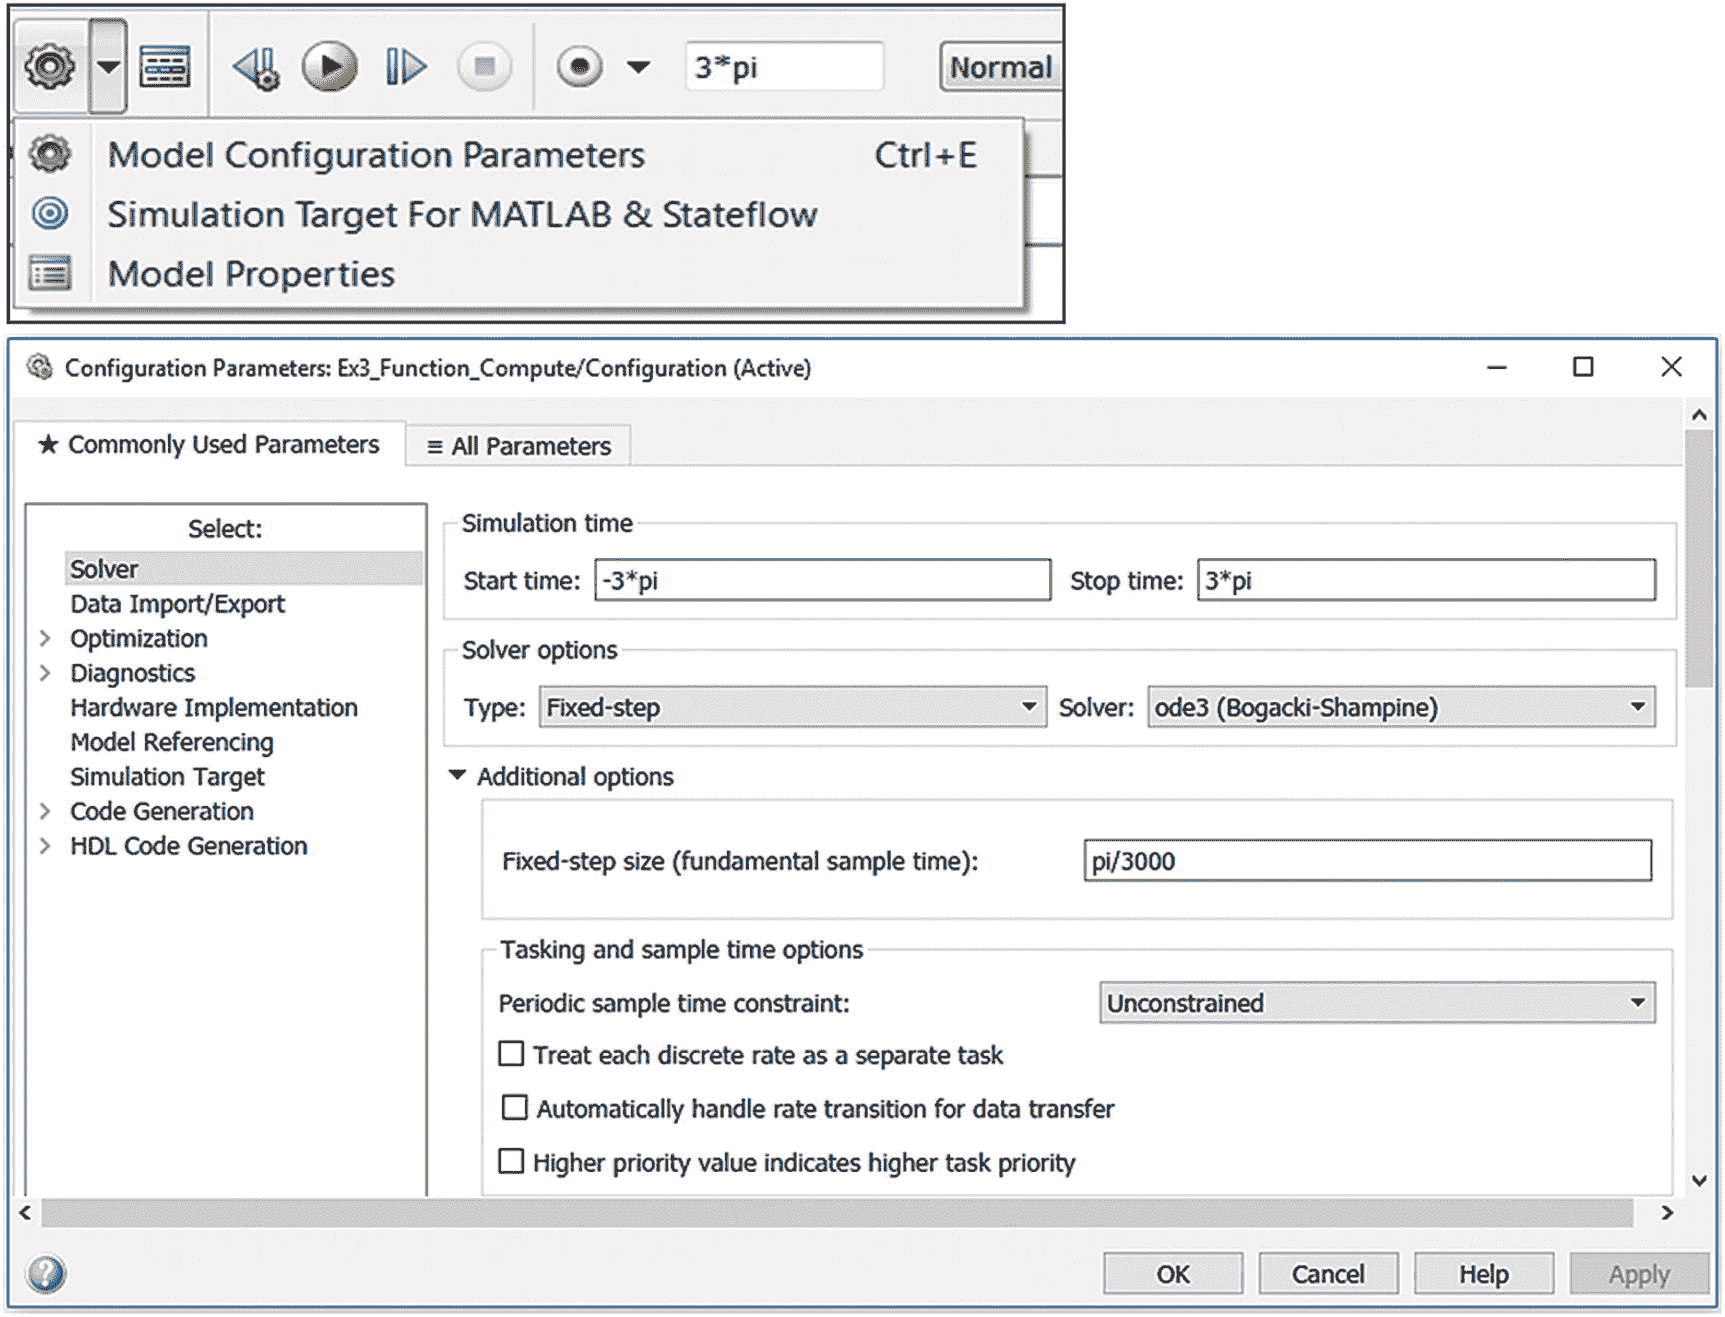 3*pi Normal
Model Configuration Parameters Ctrl+E
Simulation Target For MATLAB & Stateflow
Model Properties
Configuration Parameters: Ex3_Function_Compute/Configuration (Active)
★ Commonly Used Parameters ≡ All Parameters
Select:
Solver
Data Import/Export
Optimization
Diagnostics
Hardware Implementation
Model Referencing
Simulation Target
Code Generation
HDL Code Generation
Simulation time
Start time: -3*pi Stop time: 3*pi
Solver options
Type: Fixed-step Solver: ode3 (Bogacki-Shampine)
Additional options
Fixed-step size (fundamental sample time): pi/3000
Tasking and sample time options
Periodic sample time constraint: Unconstrained
Treat each discrete rate as a separate task
Automatically handle rate transition for data transfer
Higher priority value indicates higher task priority
OK Cancel Help Apply